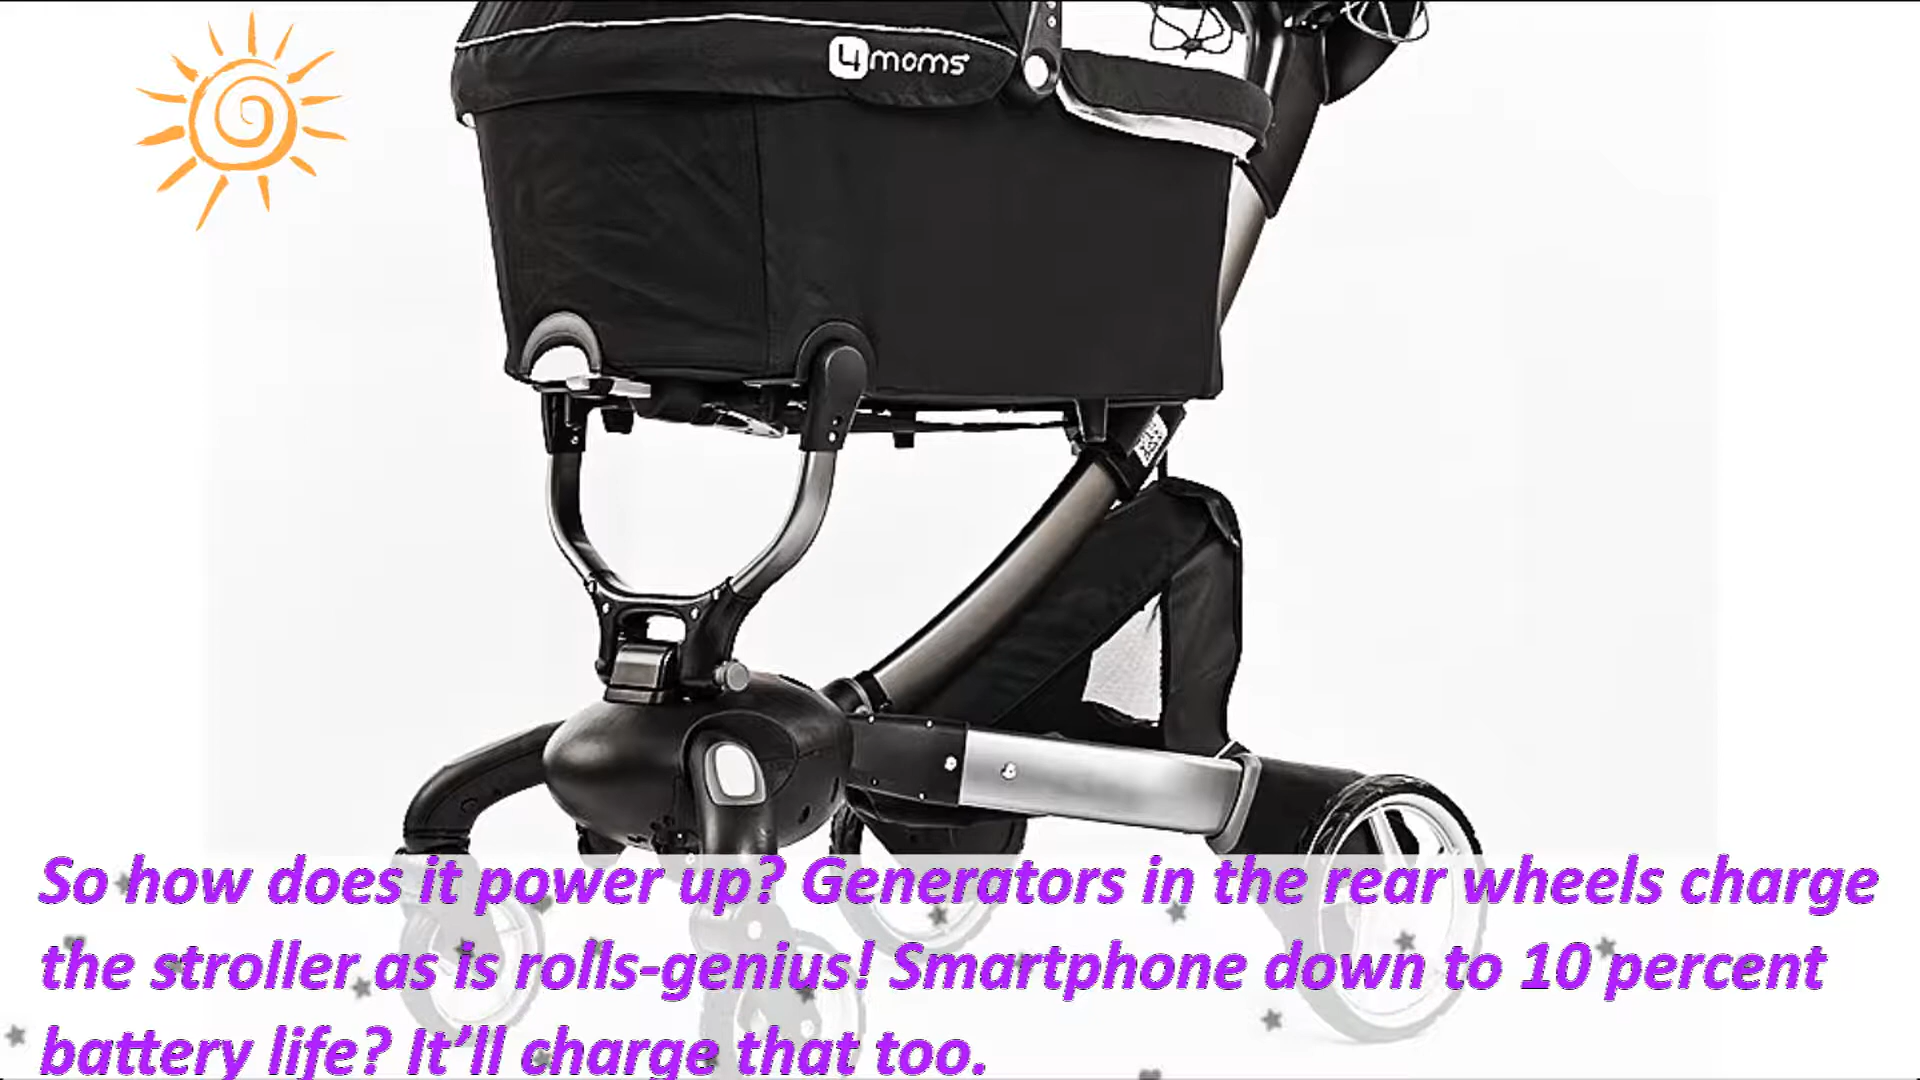 4moms
So how does it power up? Generators in the rear wheels charge
the stroller as is rolls-genius! Smartphone down to 10 percent
battery life? It’ll charge that too.